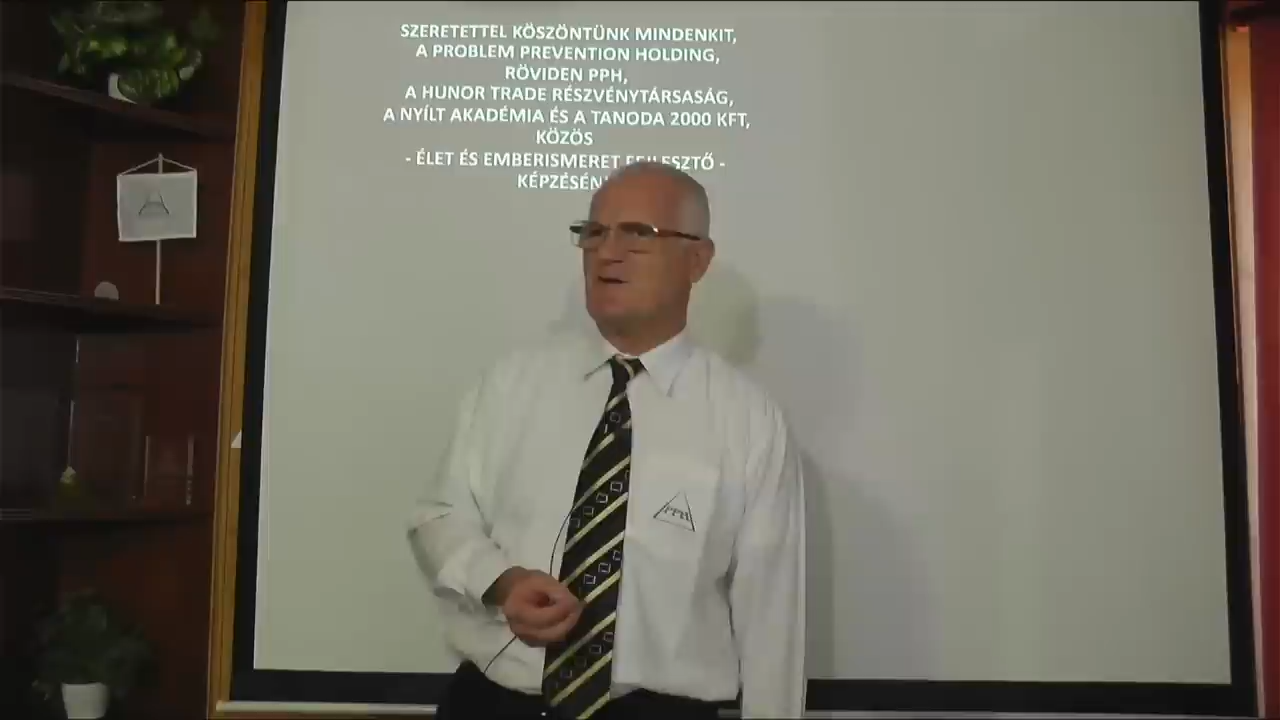 SZERETETTEL KÖSZÖNTÜNK MINDENKIT,
A PROBLEM PREVENTION HOLDING,
RÖVIDEN PPH,
A HUNOR TRADE RÉSZVÉNYTÁRSASÁG,
A NYÍLT AKADÉMIA ÉS A TANODA 2000 KFT,
KÖZÖS
- ÉLET ÉS EMBERISMERET -
PPH